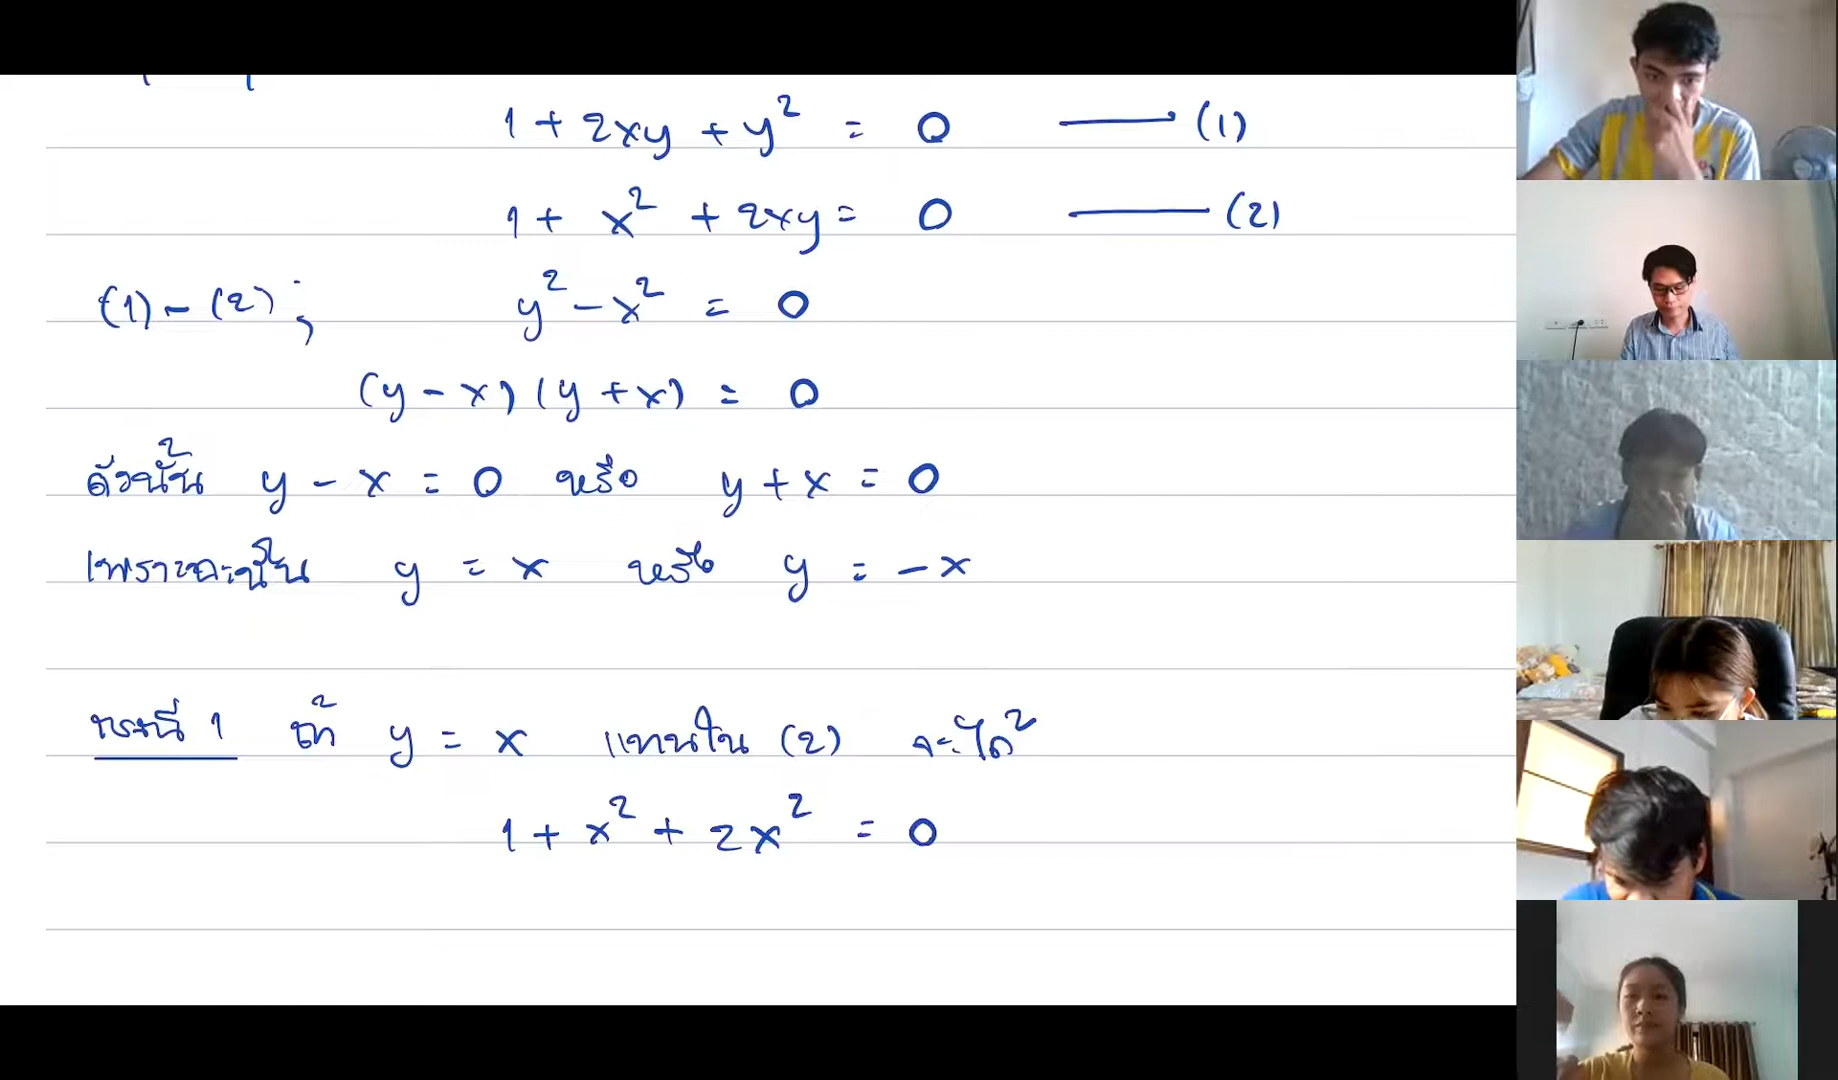 1 + 2xy + y² = 0 —— (1)
1 + x² + 2xy = 0 —— (2)
(1) - (2) ; y² - x² = 0
(y - x)(y + x) = 0
ดังนั้น y - x = 0 หรือ y + x = 0
เพราะฉะนั้น y = x หรือ y = -x
กรณีที่ 1 ถ้า y = x แทนใน (2) จะได้
1 + x² + 2x² = 0